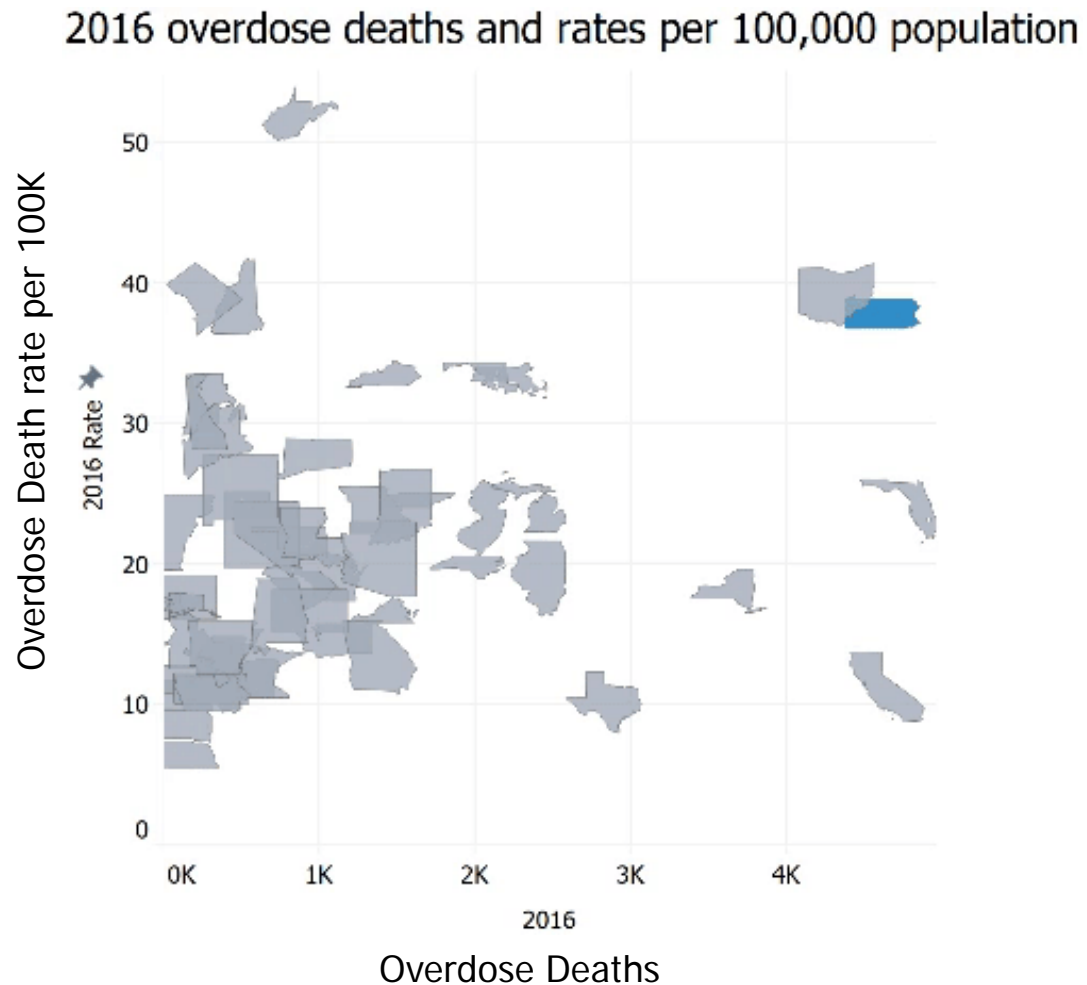 2016 overdose deaths and rates per 100,000 population
Overdose Death rate per 100K
2016 Rate
50
40
30
20
10
0
0K 1K 2K 3K 4K
2016
Overdose Deaths